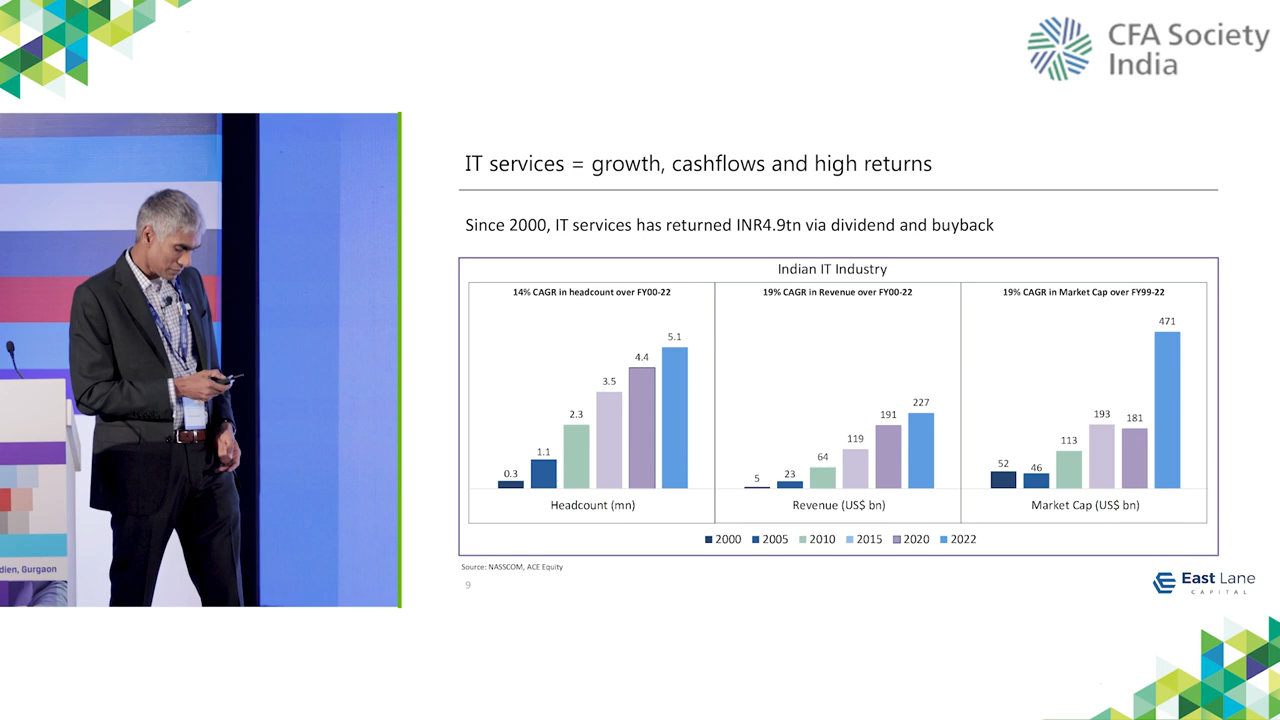 CFA Society
India
IT services = growth, cashflows and high returns
Since 2000, IT services has returned INR4.9tn via dividend and buyback
Indian IT Industry
14% CAGR in headcount over FY00-22
0.3
1.1
2.3
3.5
4.4
5.1
Headcount (mn)
19% CAGR in Revenue over FY00-22
5
23
64
119
191
227
Revenue (US$ bn)
19% CAGR in Market Cap over FY99-22
52
46
113
193
181
471
Market Cap (US$ bn)
2000 2005 2010 2015 2020 2022
Source: NASSCOM, ACE Equity
9
East Lane
CAPITAL
dien, Gurgaon